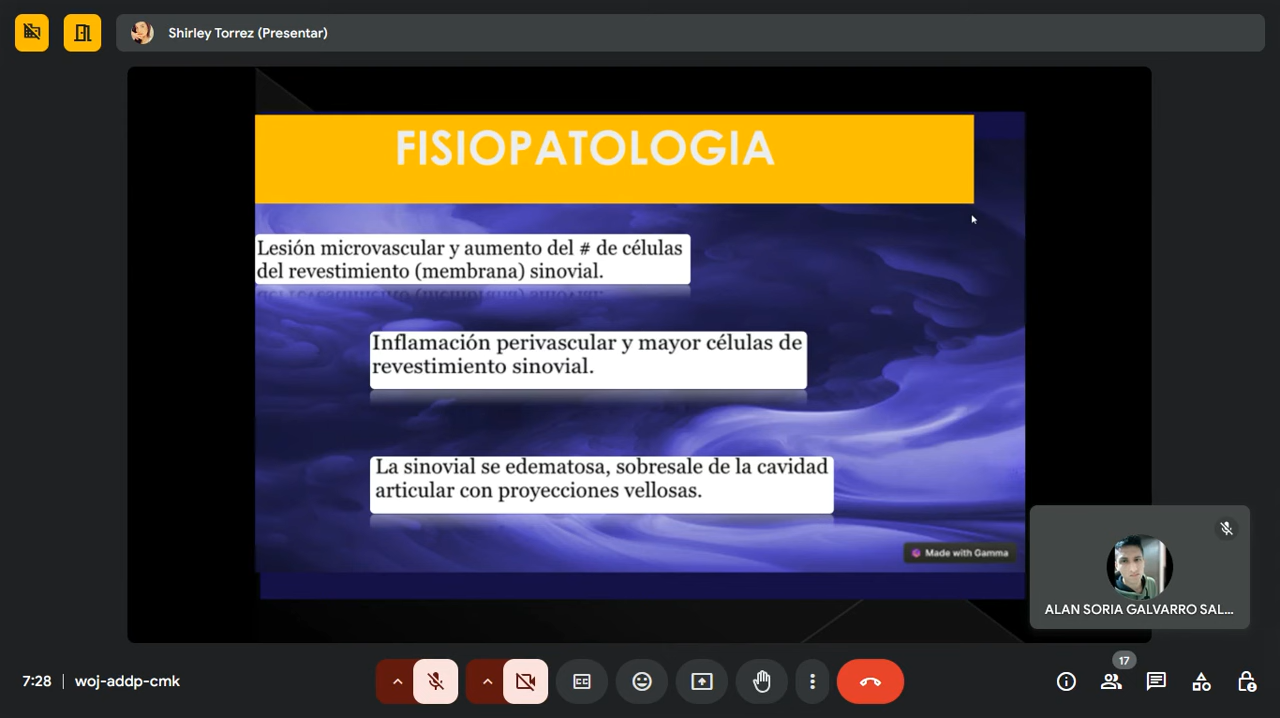 Shirley Torrez (Presentar)
FISIOPATOLOGIA
Lesión microvascular y aumento del # de células
del revestimiento (membrana) sinovial.
Inflamación perivascular y mayor células de
revestimiento sinovial.
La sinovial se edematosa, sobresale de la cavidad
articular con proyecciones vellosas.
Made with Gamma
ALAN SORIA GALVARRO SAL...
7:28 | woj-addp-cmk
17